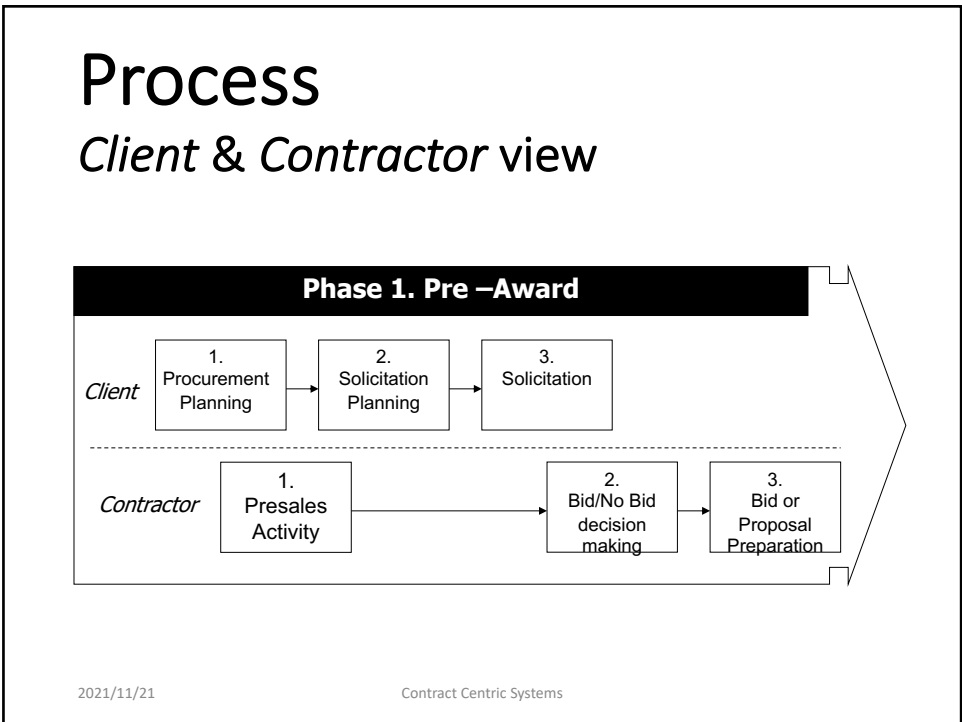 Process
Client & Contractor view
Phase 1. Pre –Award
Client
1.
Procurement
Planning
2.
Solicitation
Planning
3.
Solicitation
Contractor
1.
Presales
Activity
2.
Bid/No Bid
decision
making
3.
Bid or
Proposal
Preparation
2021/11/21
Contract Centric Systems